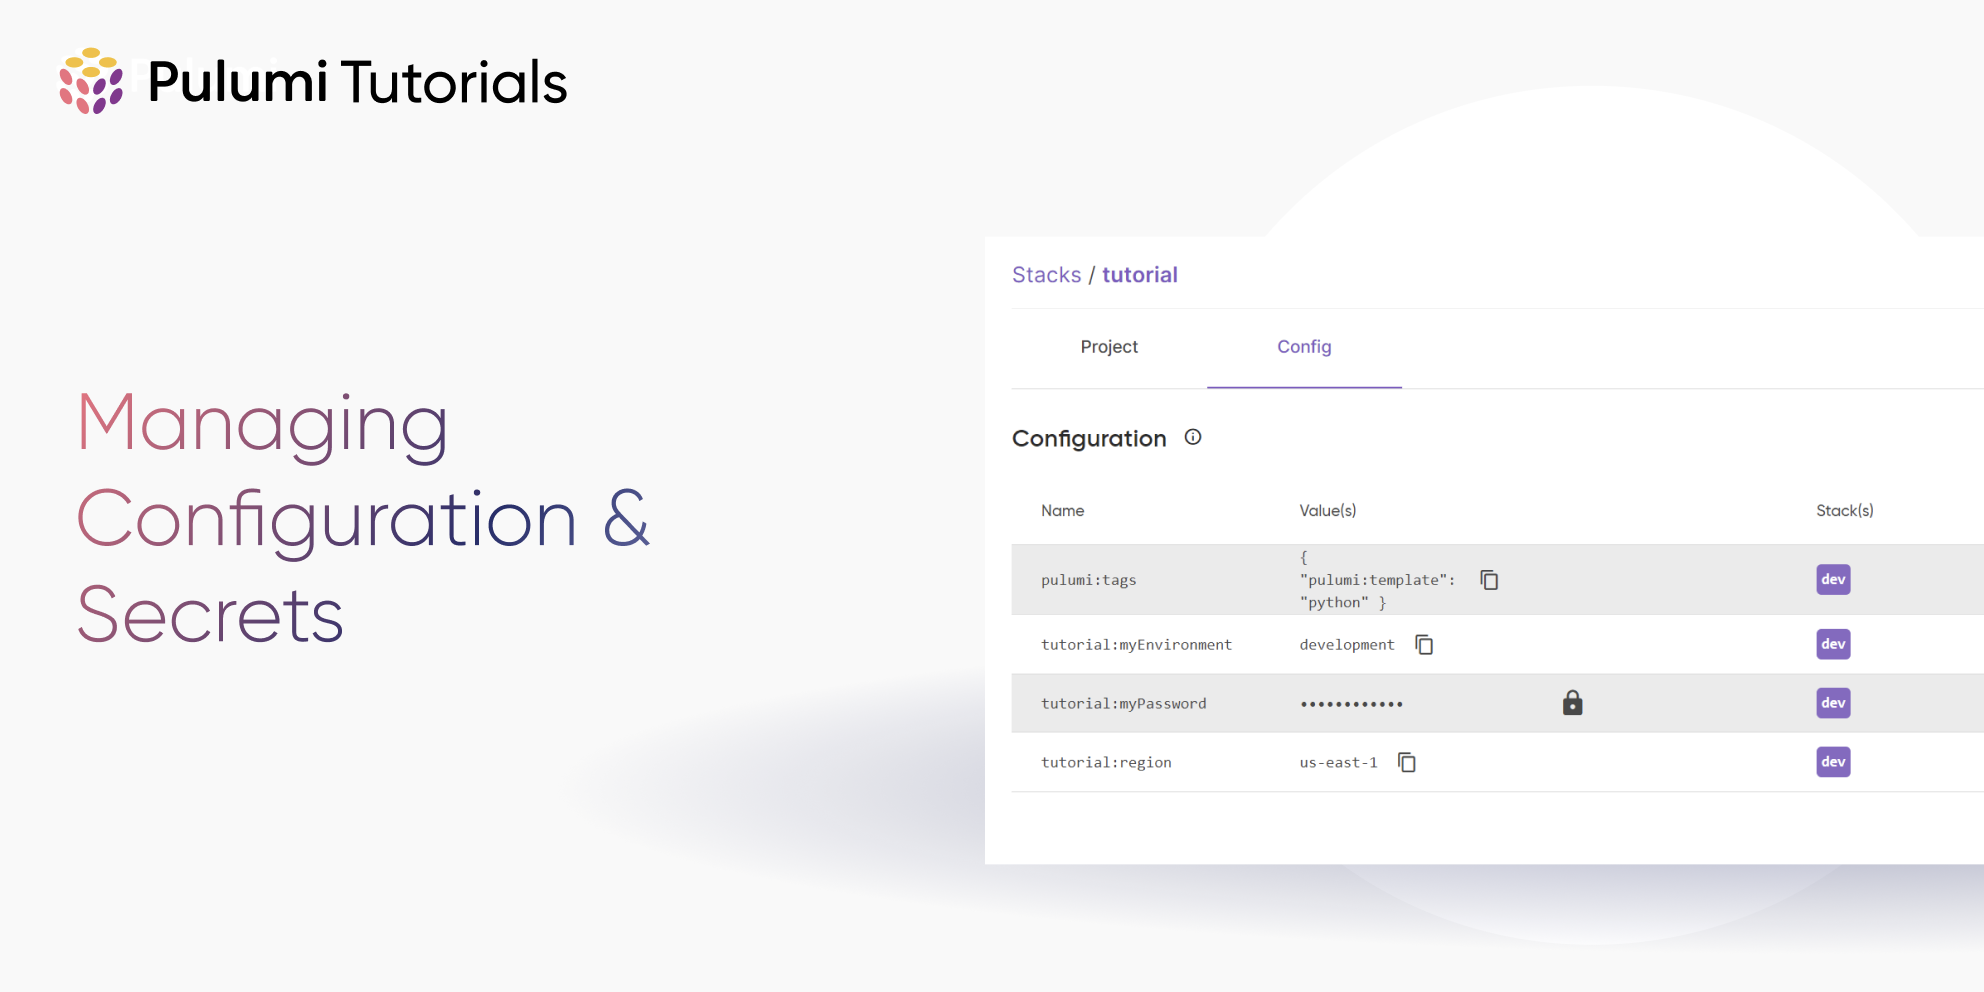 Pulumi Tutorials
Managing
Configuration &
Secrets
Stacks / tutorial
Project Config
Configuration
Name Value(s) Stack(s)
{
pulumi:tags "pulumi:template": dev
"python" }
tutorial:myEnvironment development dev
tutorial:myPassword •••••••••••• dev
tutorial:region us-east-1 dev